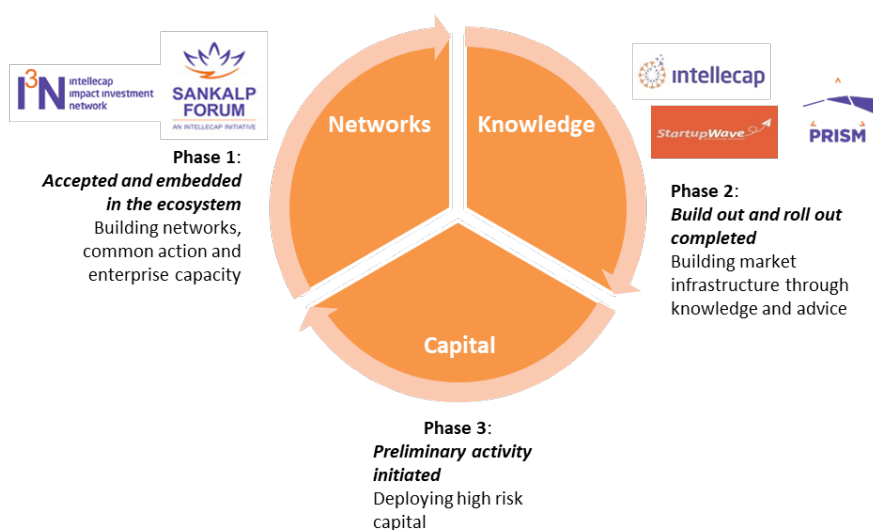 I3N
intellecap
impact investment
network
SANKALP
FORUM
AN INTELLECAP INITIATIVE
Phase 1:
Accepted and embedded
in the ecosystem
Building networks,
common action and
enterprise capacity
Networks
Knowledge
Capital
intellecap
StartupWave
PRISM
Phase 2:
Build out and roll out
completed
Building market
infrastructure through
knowledge and advice
Phase 3:
Preliminary activity
initiated
Deploying high risk
capital